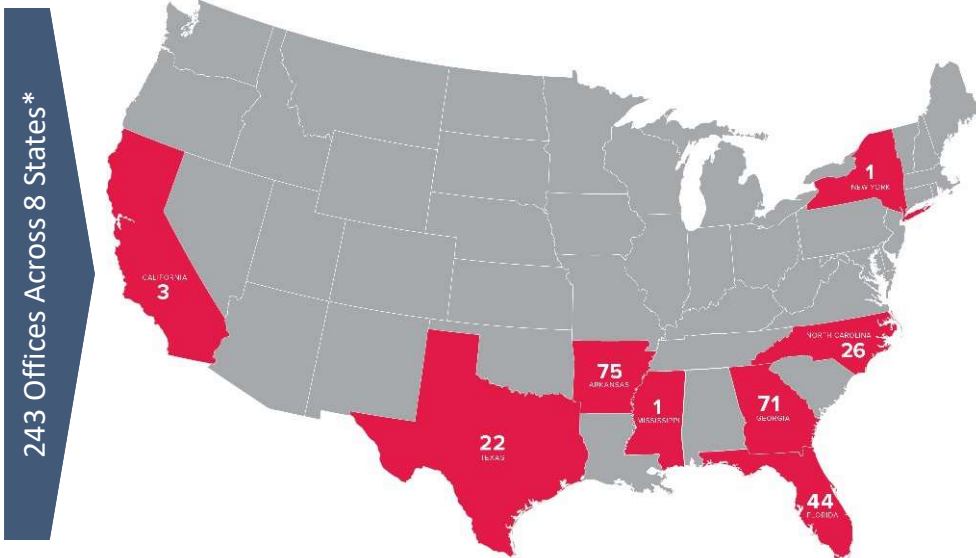 243 Offices Across 8 States*
1
NEW YORK
CALIFORNIA
3
NORTH CAROLINA
26
75
ARKANSAS
1
MISSISSIPPI
71
GEORGIA
22
TEXAS
44
FLORIDA